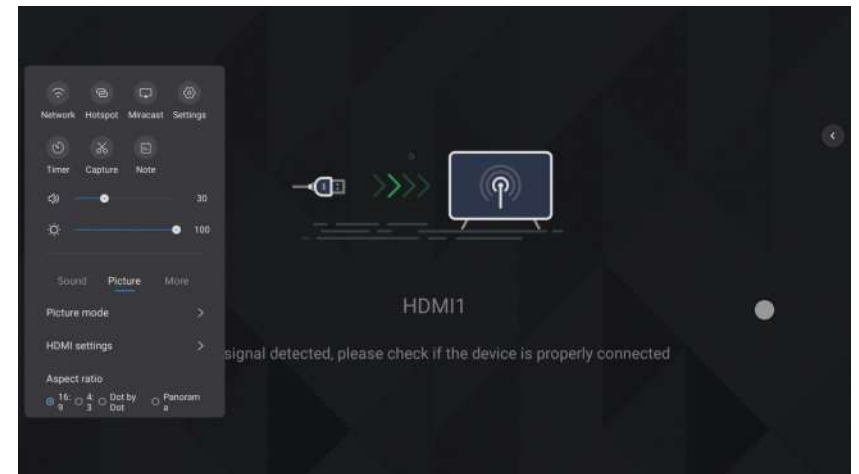 Network Hotspot Miracast Settings
Timer Capture Note
30
100
Sound Picture More
Picture mode
HDMI settings
Aspect ratio
16:9 4:3 Dot by Dot Panorama
HDMI1
signal detected, please check if the device is properly connected